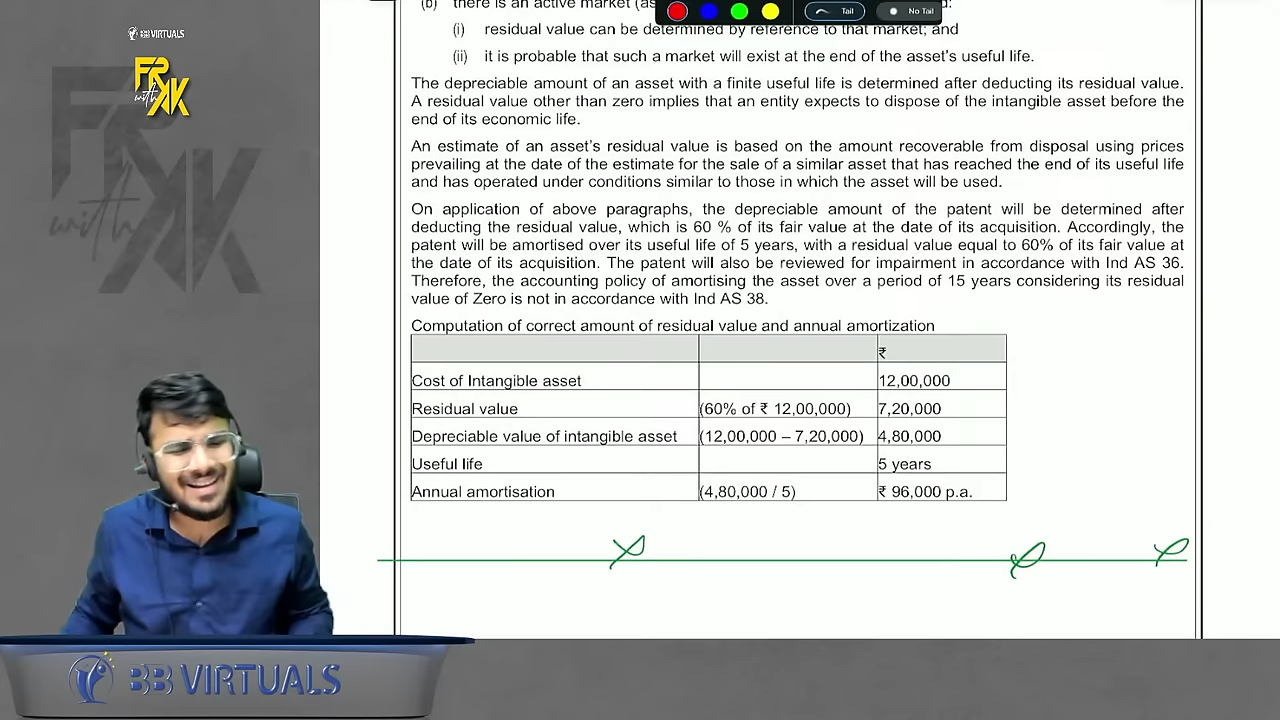 (b) there is an active market (as
d:
Tail
No Tail
BB VIRTUALS
(i) residual value can be determined by reference to that market; and
(ii) it is probable that such a market will exist at the end of the asset's useful life.
FR
with
AK
The depreciable amount of an asset with a finite useful life is determined after deducting its residual value.
A residual value other than zero implies that an entity expects to dispose of the intangible asset before the
end of its economic life.
An estimate of an asset's residual value is based on the amount recoverable from disposal using prices
prevailing at the date of the estimate for the sale of a similar asset that has reached the end of its useful life
and has operated under conditions similar to those in which the asset will be used.
On application of above paragraphs, the depreciable amount of the patent will be determined after
deducting the residual value, which is 60 % of its fair value at the date of its acquisition. Accordingly, the
patent will be amortised over its useful life of 5 years, with a residual value equal to 60% of its fair value at
the date of its acquisition. The patent will also be reviewed for impairment in accordance with Ind AS 36.
Therefore, the accounting policy of amortising the asset over a period of 15 years considering its residual
value of Zero is not in accordance with Ind AS 38.
Computation of correct amount of residual value and annual amortization
₹
Cost of Intangible asset 12,00,000
Residual value (60% of ₹ 12,00,000) 7,20,000
Depreciable value of intangible asset (12,00,000 – 7,20,000) 4,80,000
Useful life 5 years
Annual amortisation (4,80,000 / 5) ₹ 96,000 p.a.
BB VIRTUALS